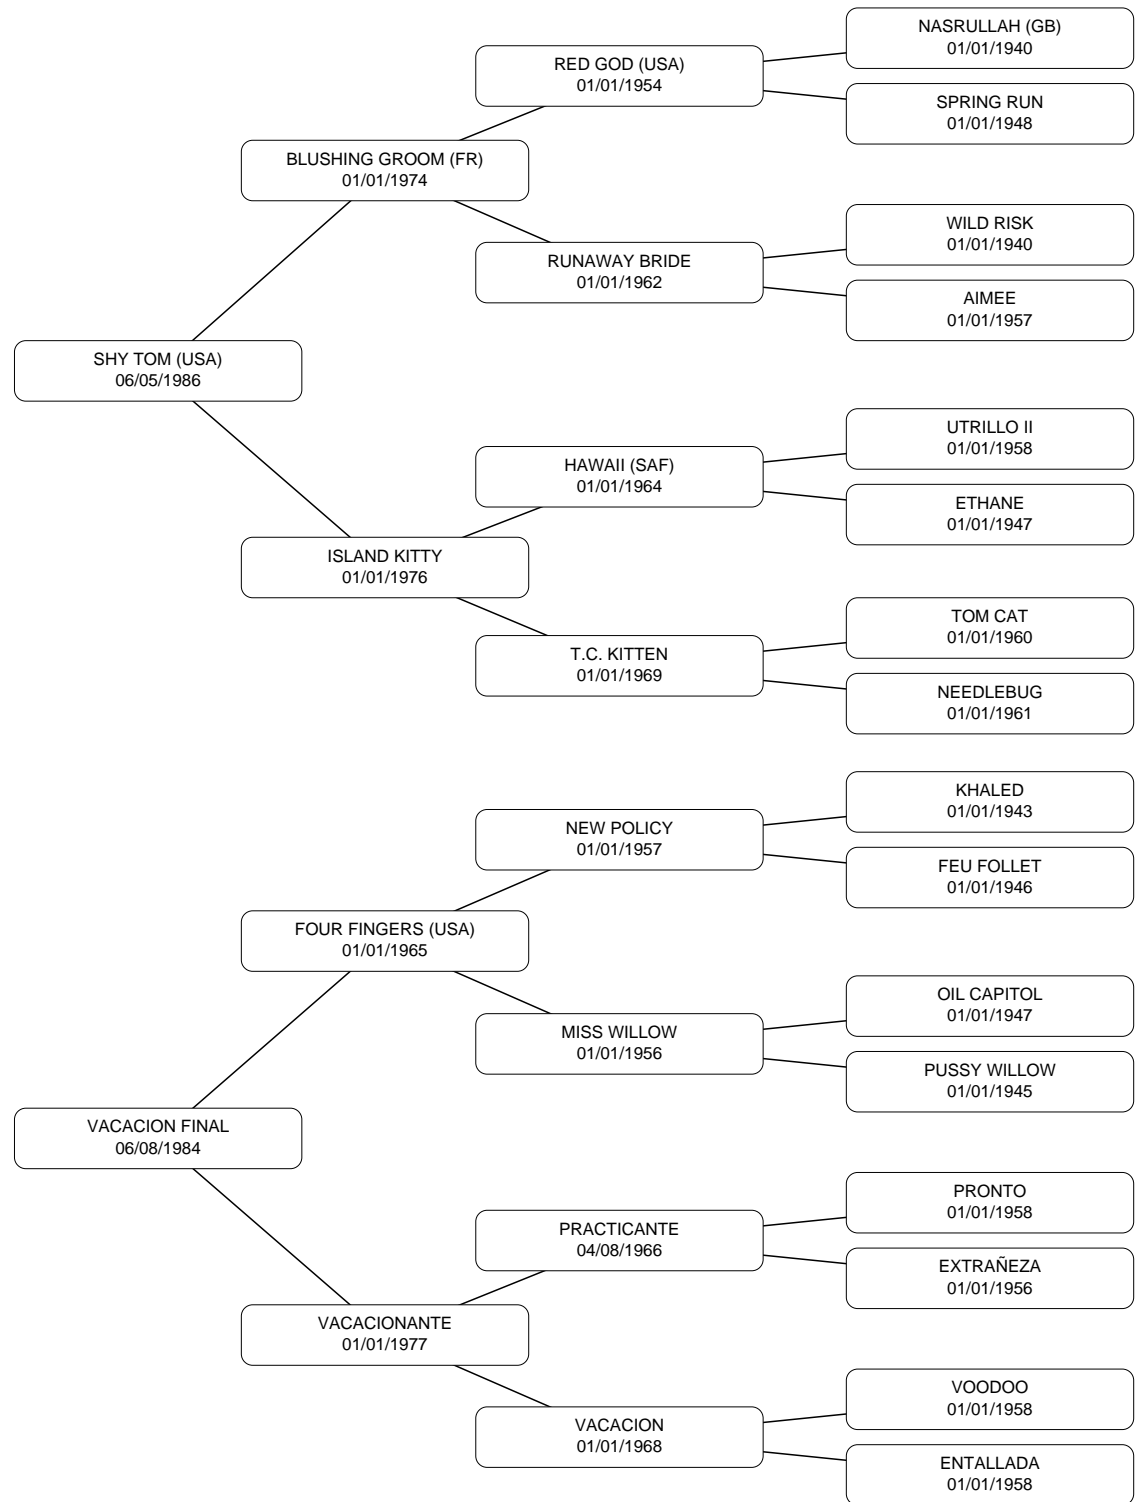 NASRULLAH (GB)
01/01/1940
RED GOD (USA)
01/01/1954
SPRING RUN
01/01/1948
BLUSHING GROOM (FR)
01/01/1974
WILD RISK
01/01/1940
RUNAWAY BRIDE
01/01/1962
AIMEE
01/01/1957
SHY TOM (USA)
06/05/1986
UTRILLO II
01/01/1958
HAWAII (SAF)
01/01/1964
ETHANE
01/01/1947
ISLAND KITTY
01/01/1976
TOM CAT
01/01/1960
T.C. KITTEN
01/01/1969
NEEDLEBUG
01/01/1961
KHALED
01/01/1943
NEW POLICY
01/01/1957
FEU FOLLET
01/01/1946
FOUR FINGERS (USA)
01/01/1965
OIL CAPITOL
01/01/1947
MISS WILLOW
01/01/1956
PUSSY WILLOW
01/01/1945
VACACION FINAL
06/08/1984
PRONTO
01/01/1958
PRACTICANTE
04/08/1966
EXTRAÑEZA
01/01/1956
VACACIONANTE
01/01/1977
VOODOO
01/01/1958
VACACION
01/01/1968
ENTALLADA
01/01/1958